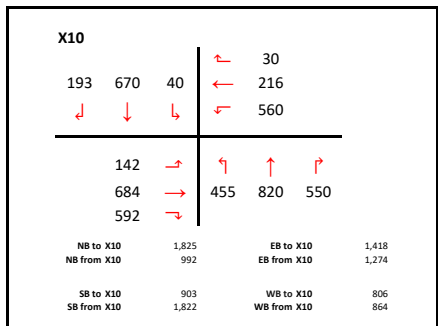 X10
30
193 670 40 216
560
142
684 455 820 550
592
NB to X10 1,825 EB to X10 1,418
NB from X10 992 EB from X10 1,274
SB to X10 903 WB to X10 806
SB from X10 1,822 WB from X10 864